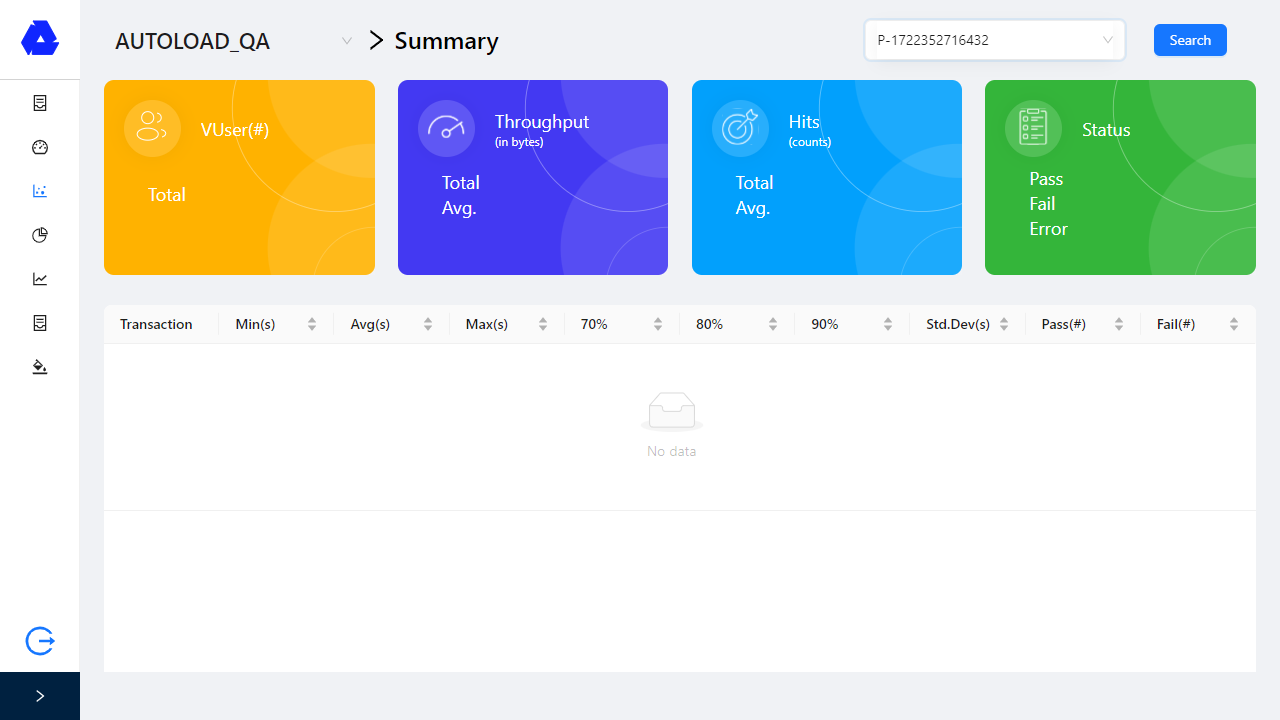 AUTOLOAD_QA
Summary
P-1722352716432
Search
VUser(#)
Total
Throughput
(in bytes)
Total
Avg.
Hits
(counts)
Total
Avg.
Status
Pass
Fail
Error
Transaction Min(s) Avg(s) Max(s) 70% 80% 90% Std.Dev(s) Pass(#) Fail(#)
No data